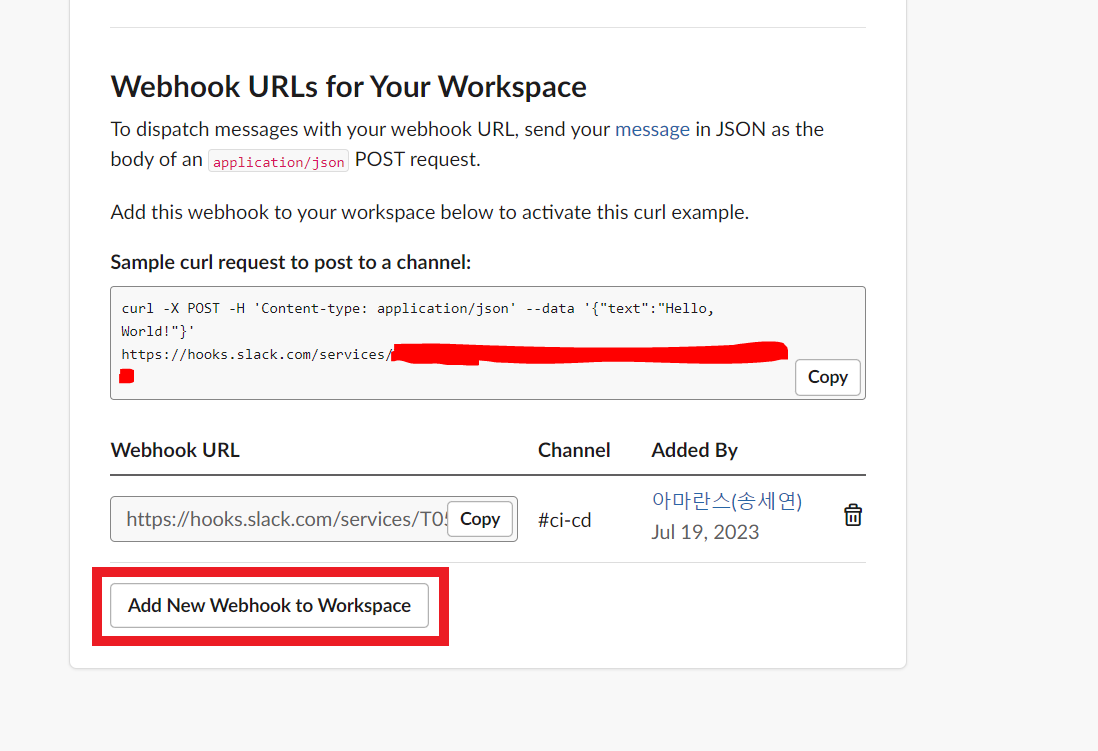 Webhook URLs for Your Workspace
To dispatch messages with your webhook URL, send your message in JSON as the
body of an application/json POST request.
Add this webhook to your workspace below to activate this curl example.
Sample curl request to post to a channel:
curl -X POST -H 'Content-type: application/json' --data '{"text":"Hello,
World!"}'
https://hooks.slack.com/services/
Copy
Webhook URL Channel Added By
https://hooks.slack.com/services/T05 Copy #ci-cd 아마란스(송세연)
Jul 19, 2023
Add New Webhook to Workspace